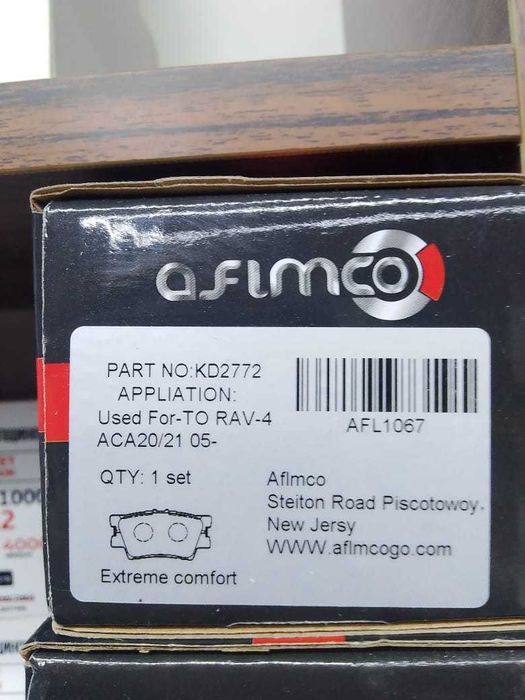 aflmco
PART NO:KD2772
APPLIATION:
Used For-TO RAV-4
ACA20/21 05-
AFL1067
QTY: 1 set
Aflmco
Steiton Road Piscotowoy.
New Jersy
WWW.aflmcogo.com
Extreme comfort